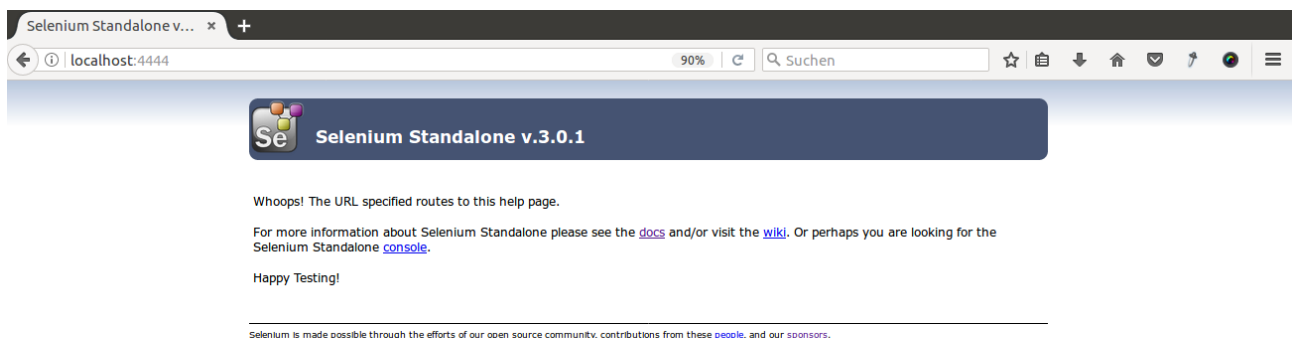 Selenium Standalone v...
localhost:4444
90%
Suchen
Se
Selenium Standalone v.3.0.1
Whoops! The URL specified routes to this help page.
For more information about Selenium Standalone please see the docs and/or visit the wiki. Or perhaps you are looking for the
Selenium Standalone console.
Happy Testing!
Selenium is made possible through the efforts of our open source community, contributions from these people, and our sponsors.